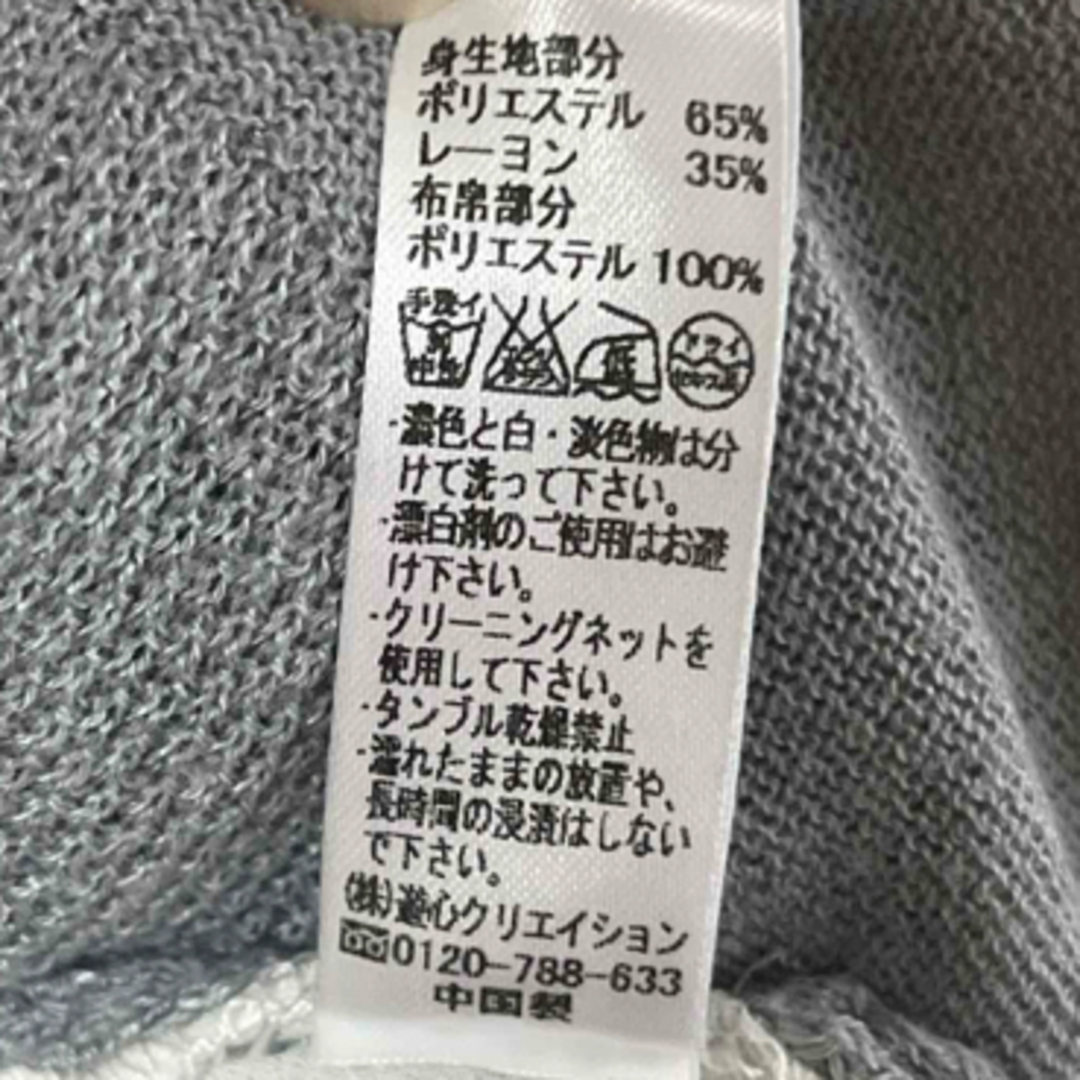 身生地部分
ポリエステル 65%
レーヨン 35%
布帛部分
ポリエステル 100%
手洗イ
中性
低
ドライ
・濃色と白・淡色物は分
けて洗って下さい。
・漂白剤のご使用はお避
け下さい。
・クリーニングネットを
使用して下さい。
・タンブル乾燥禁止
・濡れたままの放置や、
長時間の浸漬はしない
で下さい。
(株)遊心クリエイション
0120-788-633
中国製